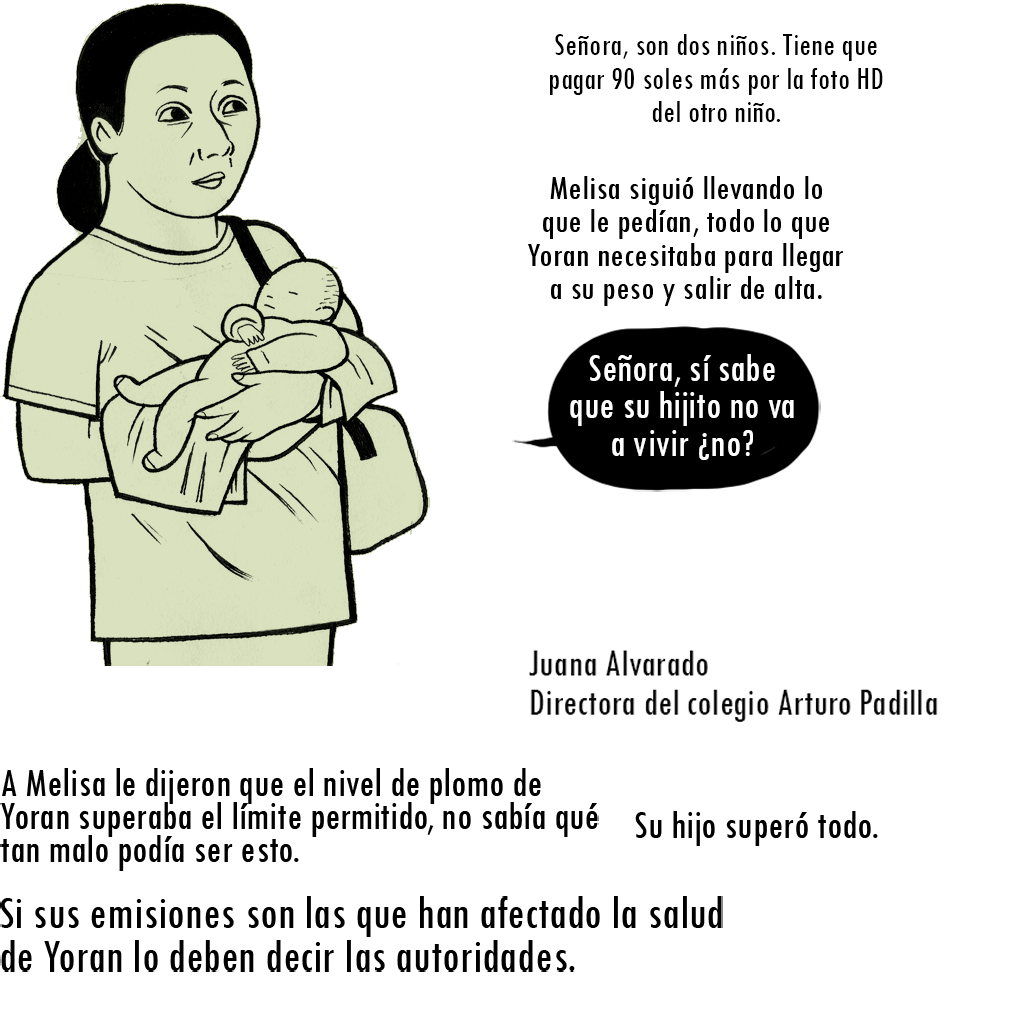 Señora, son dos niños. Tiene que
pagar 90 soles más por la foto HD
del otro niño.
Melisa siguió llevando lo
que le pedían, todo lo que
Yoran necesitaba para llegar
a su peso y salir de alta.
Señora, sí sabe
que su hijito no va
a vivir ¿no?
Juana Alvarado
Directora del colegio Arturo Padilla
A Melisa le dijeron que el nivel de plomo de
Yoran superaba el límite permitido, no sabía qué
tan malo podía ser esto.
Su hijo superó todo.
Si sus emisiones son las que han afectado la salud
de Yoran lo deben decir las autoridades.